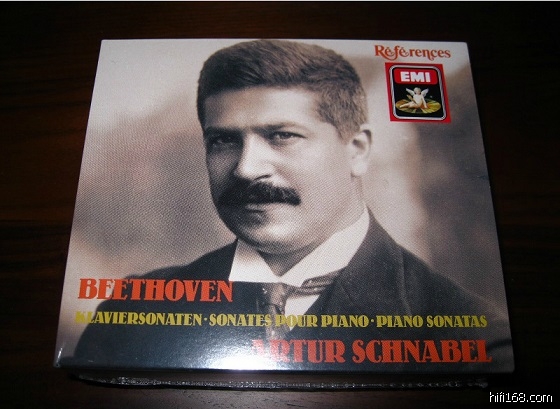 Références
EMI
BEETHOVEN
KLAVIERSONATEN · SONATES POUR PIANO · PIANO SONATAS
ARTUR SCHNABEL
hifi168.com